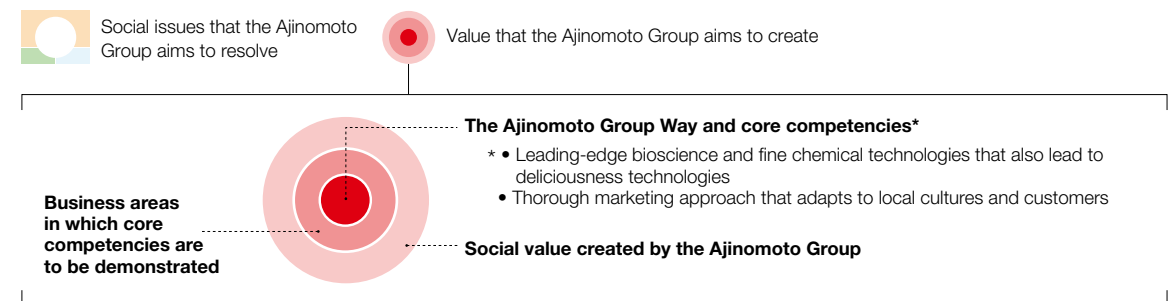 Social issues that the Ajinomoto
Group aims to resolve
Value that the Ajinomoto Group aims to create
The Ajinomoto Group Way and core competencies*
* • Leading-edge bioscience and fine chemical technologies that also lead to
deliciousness technologies
• Thorough marketing approach that adapts to local cultures and customers
Business areas
in which core
competencies are
to be demonstrated
Social value created by the Ajinomoto Group